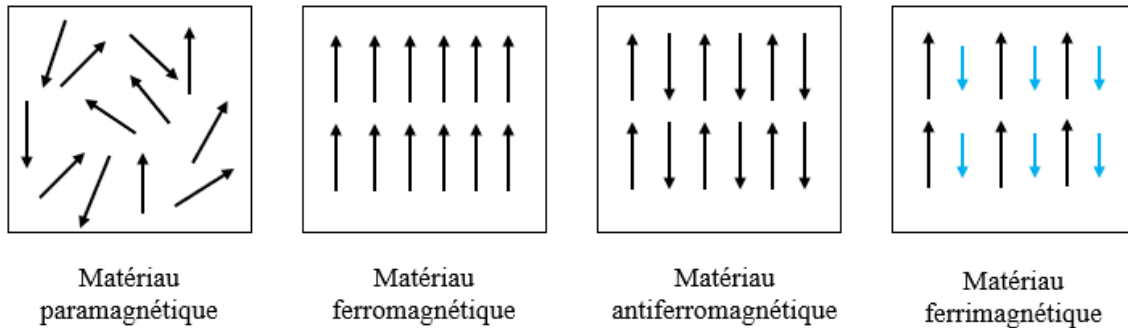 Matériau
paramagnétique
Matériau
ferromagnétique
Matériau
antiferromagnétique
Matériau
ferrimagnétique